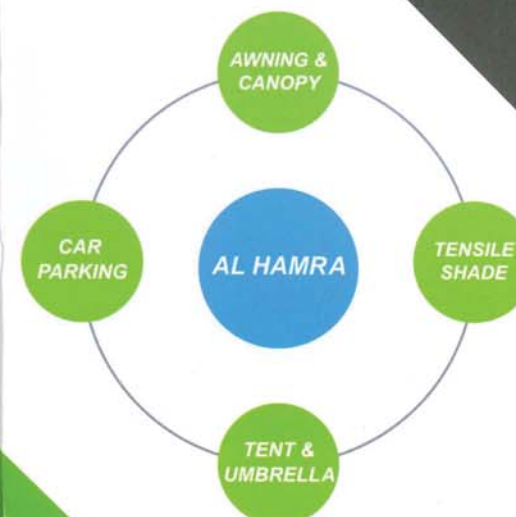 AWNING &
CANOPY
CAR
PARKING
AL HAMRA
TENSILE
SHADE
TENT &
UMBRELLA